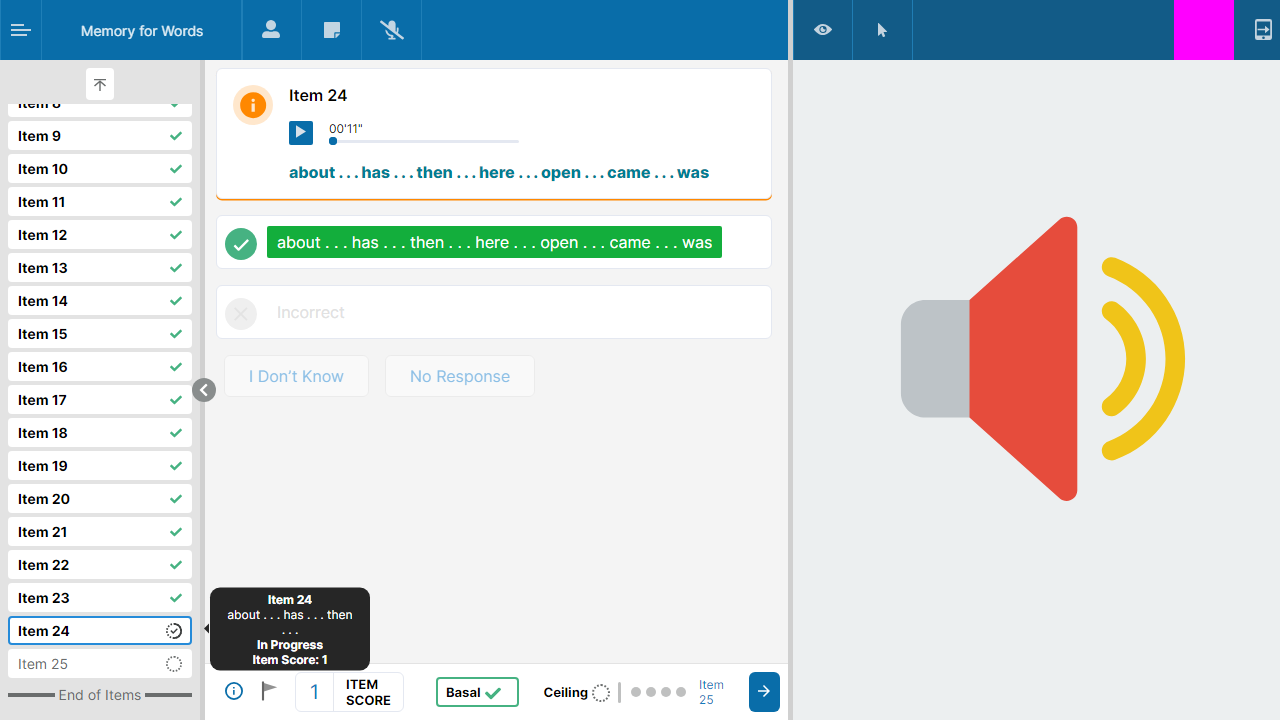 Memory for Words
Item 8
Item 9
Item 10
Item 11
Item 12
Item 13
Item 14
Item 15
Item 16
Item 17
Item 18
Item 19
Item 20
Item 21
Item 22
Item 23
Item 24
Item 25
End of Items
Item 24
00'11"
about . . . has . . . then . . . here . . . open . . . came . . . was
about . . . has . . . then . . . here . . . open . . . came . . . was
Incorrect
I Don't Know
No Response
Item 24
about . . . has . . . then
. . .
In Progress
Item Score: 1
1
ITEM
SCORE
Basal
Ceiling
Item
25